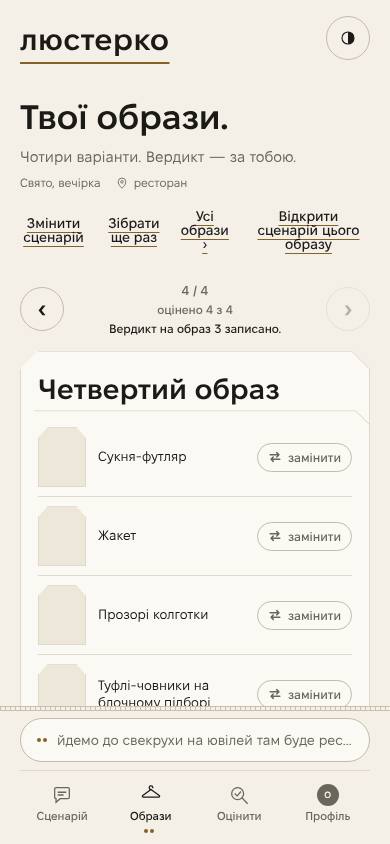 люстерко
Твої образи.
Чотири варіанти. Вердикт — за тобою.
Свято, вечірка ресторан
Змінити
сценарій
Зібрати
ще раз
Усі
образи
›
Відкрити
сценарій цього
образу
‹
4 / 4
оцінено 4 з 4
Вердикт на образ 3 записано.
›
Четвертий образ
Сукня-футляр
замінити
Жакет
замінити
Прозорі колготки
замінити
Туфлі-човники на
блочному підборі
замінити
йдемо до свекрухи на ювілей там буде рес...
Сценарій
Образи
Оцінити
О
Профіль